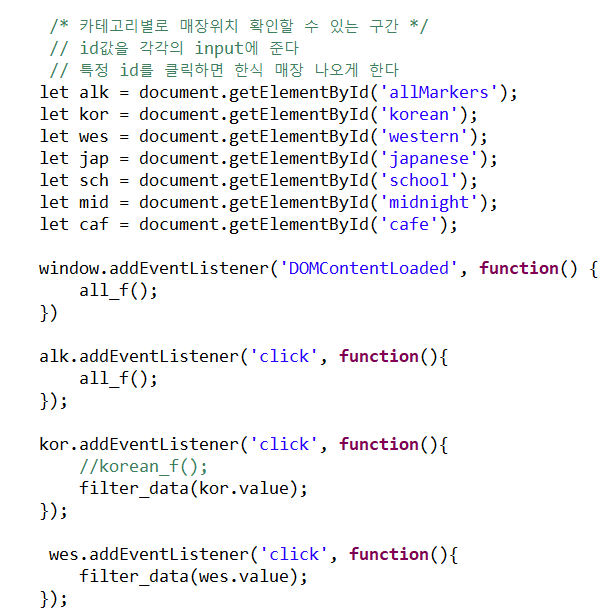 /* 카테고리별로 매장위치 확인할 수 있는 구간 */
// id값을 각각의 input에 준다
// 특정 id를 클릭하면 한식 매장 나오게 한다
let alk = document.getElementById('allMarkers');
let kor = document.getElementById('korean');
let wes = document.getElementById('western');
let jap = document.getElementById('japanese');
let sch = document.getElementById('school');
let mid = document.getElementById('midnight');
let caf = document.getElementById('cafe');
window.addEventListener('DOMContentLoaded', function() {
all_f();
})
alk.addEventListener('click', function(){
all_f();
});
kor.addEventListener('click', function(){
//korean_f();
filter_data(kor.value);
});
wes.addEventListener('click', function(){
filter_data(wes.value);
});